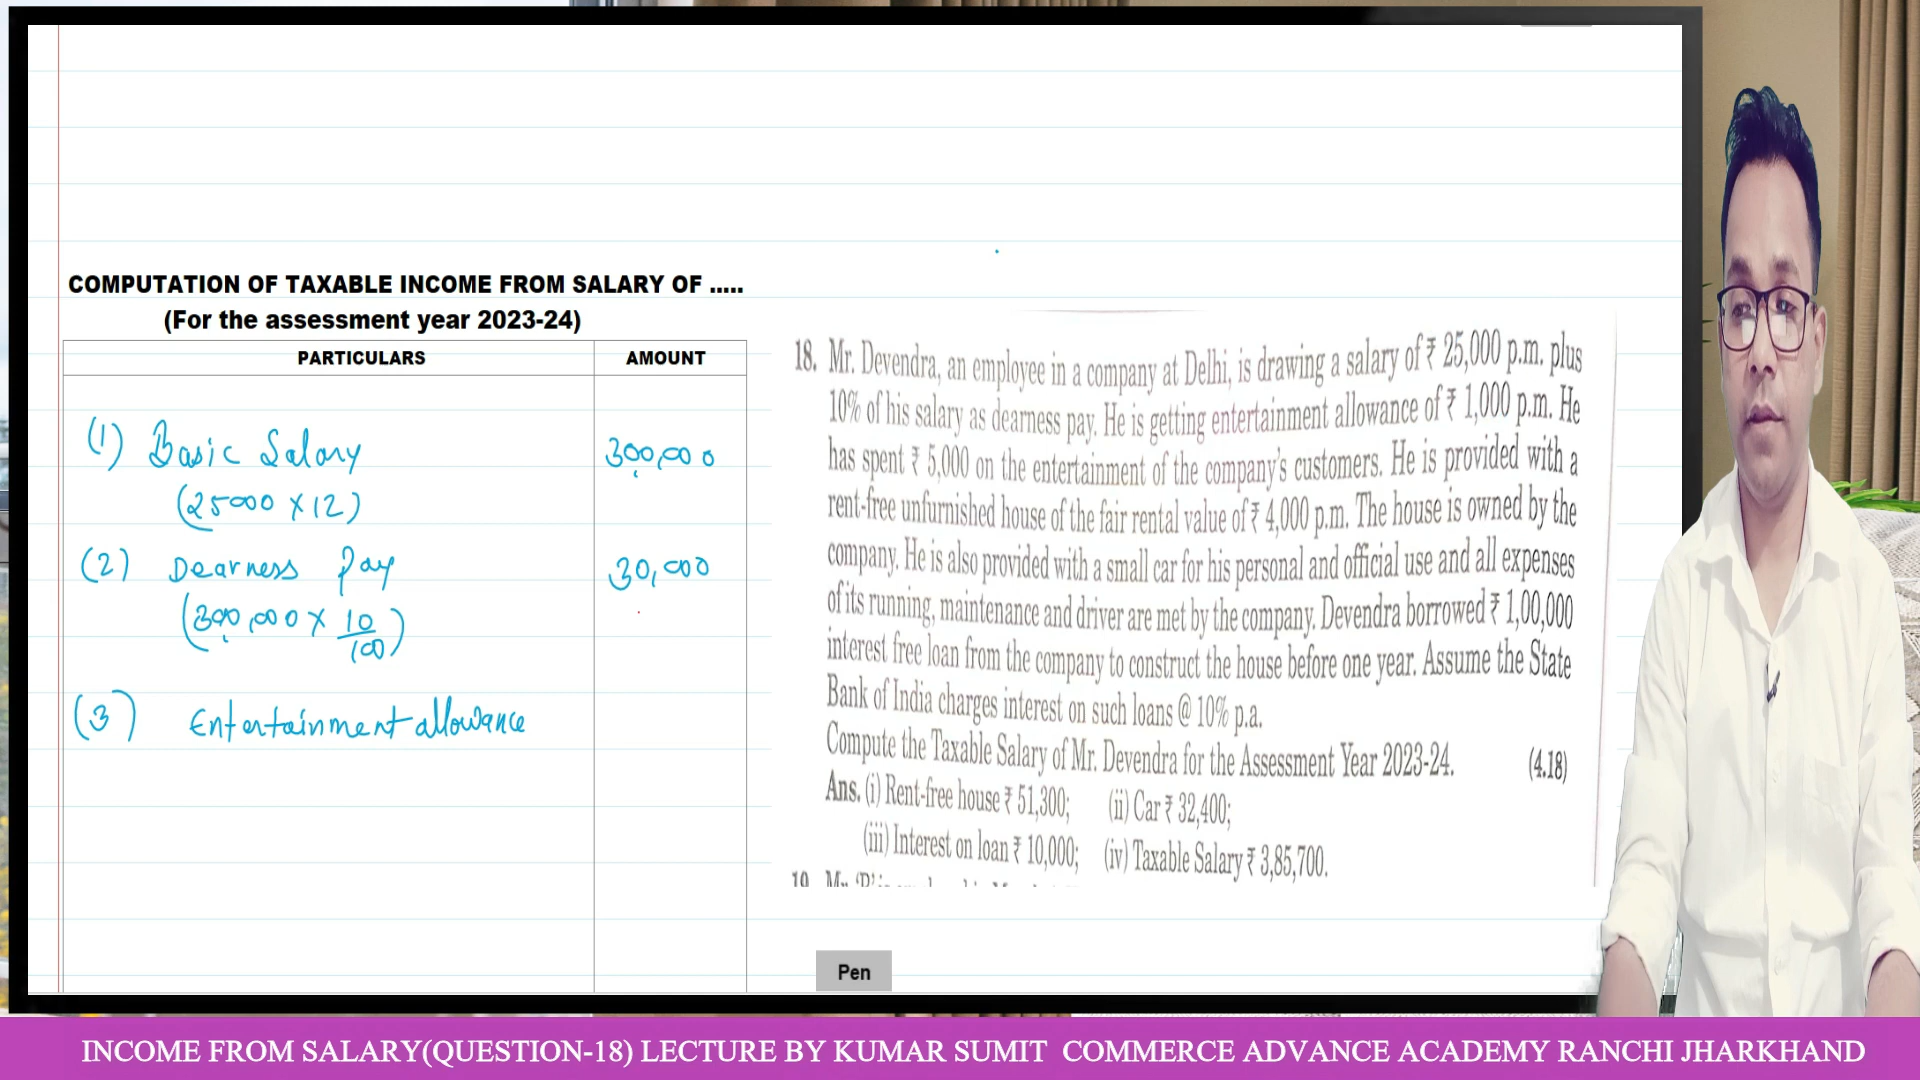 COMPUTATION OF TAXABLE INCOME FROM SALARY OF .....
(For the assessment year 2023-24)
PARTICULARS AMOUNT
(1) Basic Salary 300,000
(25000 X 12)
(2) Dearness Pay 30,000
(300,000 X 10/100)
(3) Entertainment allowance
18. Mr. Devendra, an employee in a company at Delhi, is drawing a salary of ₹ 25,000 p.m. plus
10% of his salary as dearness pay. He is getting entertainment allowance of ₹ 1,000 p.m. He
has spent ₹ 5,000 on the entertainment of the company's customers. He is provided with a
rent-free unfurnished house of the fair rental value of ₹ 4,000 p.m. The house is owned by the
company. He is also provided with a small car for his personal and official use and all expenses
of its running, maintenance and driver are met by the company. Devendra borrowed ₹ 1,00,000
interest free loan from the company to construct the house before one year. Assume the State
Bank of India charges interest on such loans @ 10% p.a.
Compute the Taxable Salary of Mr. Devendra for the Assessment Year 2023-24. (4.18)
Ans. (i) Rent-free house ₹ 51,300; (ii) Car ₹ 32,400;
(iii) Interest on loan ₹ 10,000; (iv) Taxable Salary ₹ 3,85,700.
Pen
INCOME FROM SALARY(QUESTION-18) LECTURE BY KUMAR SUMIT COMMERCE ADVANCE ACADEMY RANCHI JHARKHAND